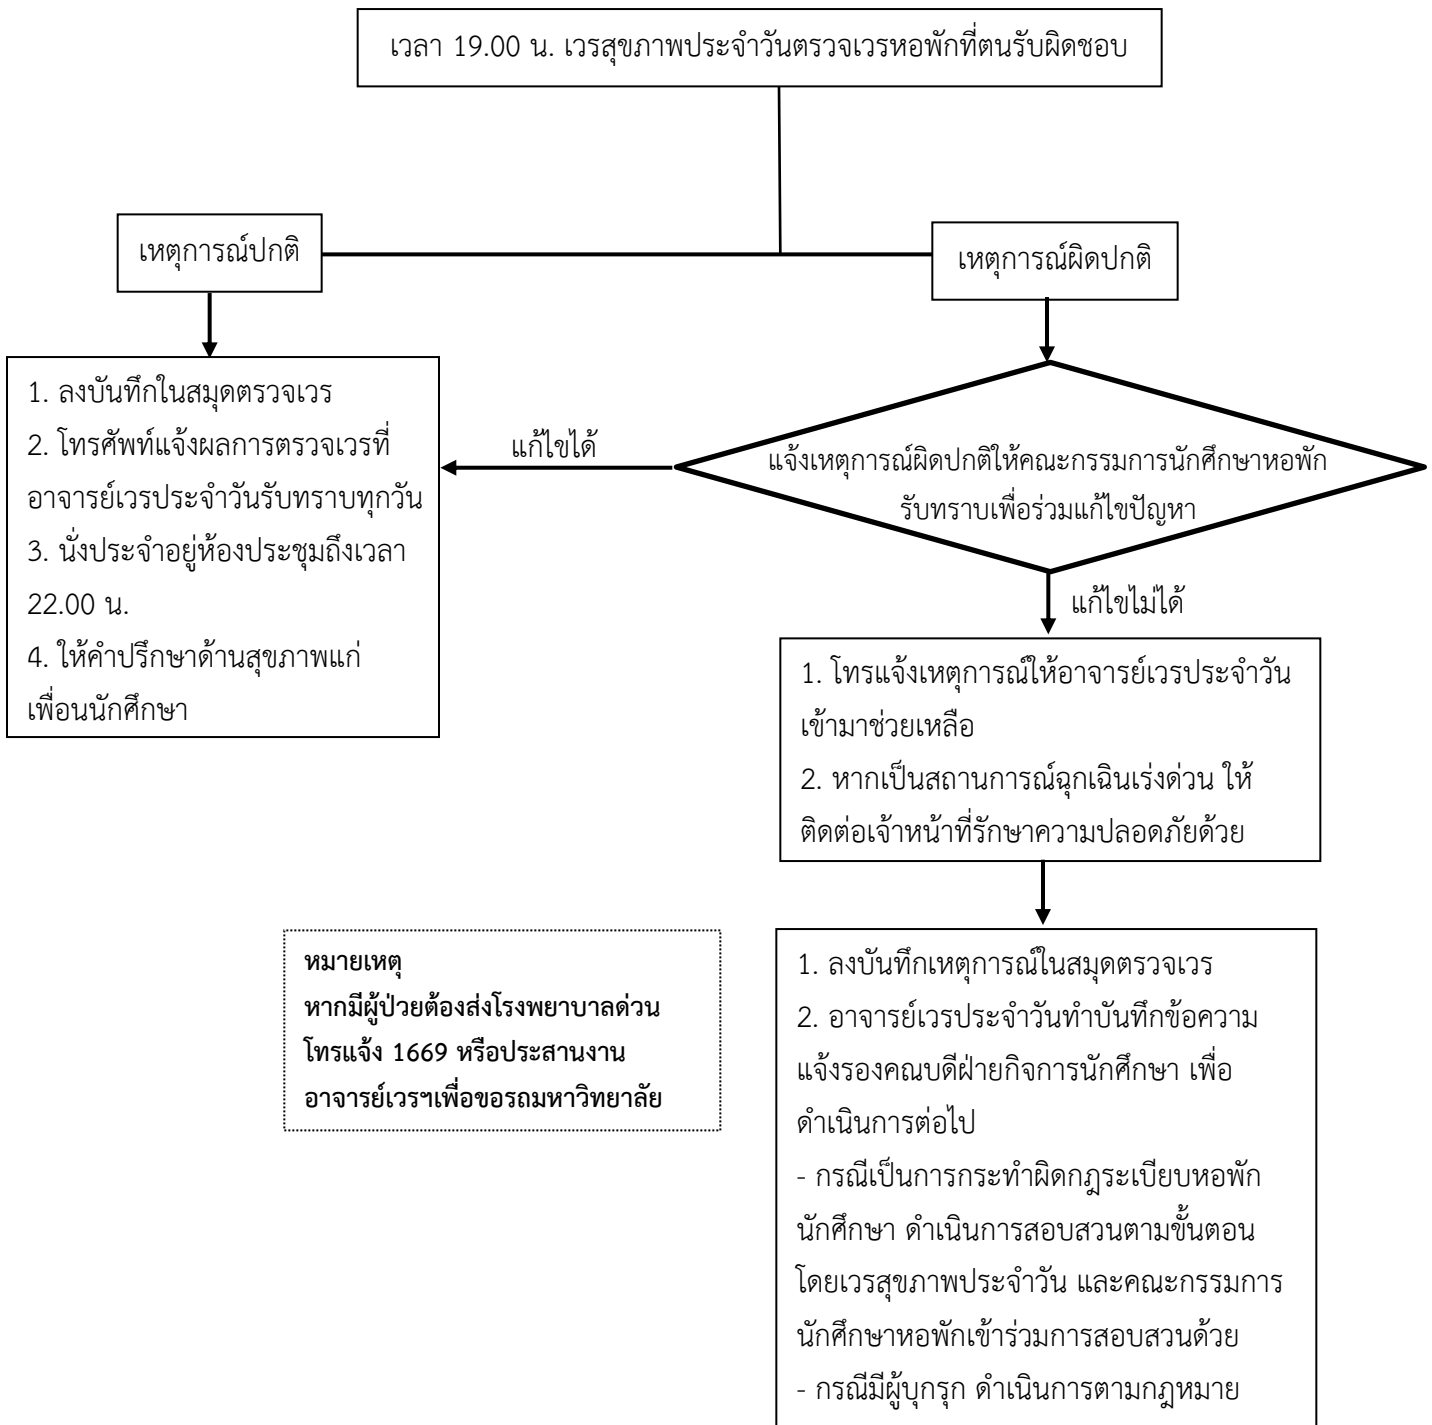 เวลา 19.00 น. เวรสุขภาพประจำวันตรวจเวรหอพักที่ตนรับผิดชอบ
เหตุการณ์ปกติ
เหตุการณ์ผิดปกติ
1. ลงบันทึกในสมุดตรวจเวร
2. โทรศัพท์แจ้งผลการตรวจเวรที่
อาจารย์เวรประจำวันรับทราบทุกวัน
3. นั่งประจำอยู่ห้องประชุมถึงเวลา
22.00 น.
4. ให้คำปรึกษาด้านสุขภาพแก่
เพื่อนนักศึกษา
แก้ไขได้
แจ้งเหตุการณ์ผิดปกติให้คณะกรรมการนักศึกษาหอพัก
รับทราบเพื่อร่วมแก้ไขปัญหา
แก้ไขไม่ได้
1. โทรแจ้งเหตุการณ์ให้อาจารย์เวรประจำวัน
เข้ามาช่วยเหลือ
2. หากเป็นสถานการณ์ฉุกเฉินเร่งด่วน ให้
ติดต่อเจ้าหน้าที่รักษาความปลอดภัยด้วย
หมายเหตุ
หากมีผู้ป่วยต้องส่งโรงพยาบาลด่วน
โทรแจ้ง 1669 หรือประสานงาน
อาจารย์เวรฯเพื่อขอรถมหาวิทยาลัย
1. ลงบันทึกเหตุการณ์ในสมุดตรวจเวร
2. อาจารย์เวรประจำวันทำบันทึกข้อความ
แจ้งรองคณบดีฝ่ายกิจการนักศึกษา เพื่อ
ดำเนินการต่อไป
- กรณีเป็นการกระทำผิดกฎระเบียบหอพัก
นักศึกษา ดำเนินการสอบสวนตามขั้นตอน
โดยเวรสุขภาพประจำวัน และคณะกรรมการ
นักศึกษาหอพักเข้าร่วมการสอบสวนด้วย
- กรณีมีผู้บุกรุก ดำเนินการตามกฎหมาย